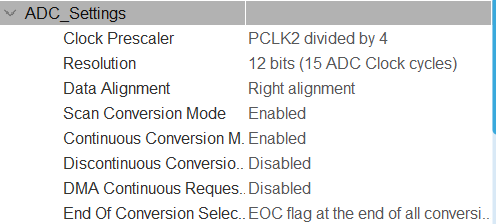 ADC_Settings
Clock Prescaler PCLK2 divided by 4
Resolution 12 bits (15 ADC Clock cycles)
Data Alignment Right alignment
Scan Conversion Mode Enabled
Continuous Conversion M.. Enabled
Discontinuous Conversio.. Disabled
DMA Continuous Reques.. Disabled
End Of Conversion Selec.. EOC flag at the end of all conversi..